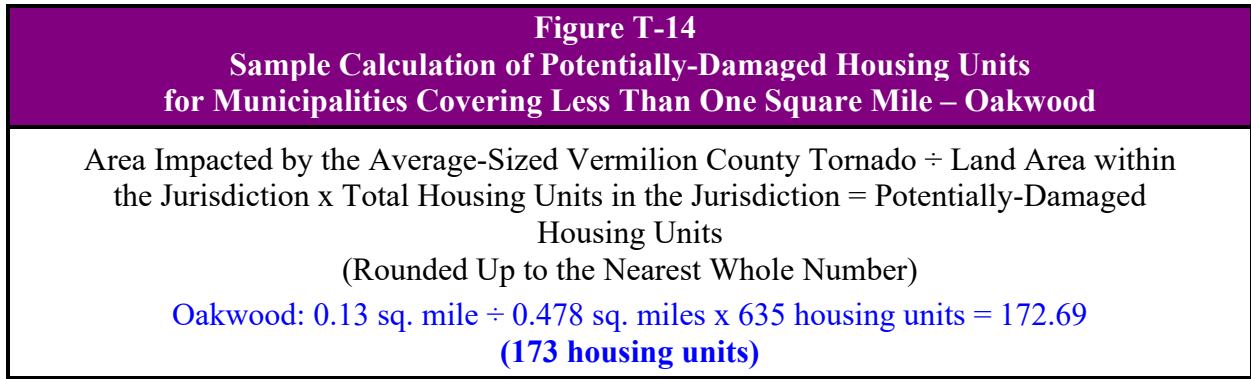 Figure T-14
Sample Calculation of Potentially-Damaged Housing Units
for Municipalities Covering Less Than One Square Mile – Oakwood
Area Impacted by the Average-Sized Vermilion County Tornado ÷ Land Area within
the Jurisdiction x Total Housing Units in the Jurisdiction = Potentially-Damaged
Housing Units
(Rounded Up to the Nearest Whole Number)
Oakwood: 0.13 sq. mile ÷ 0.478 sq. miles x 635 housing units = 172.69
(173 housing units)